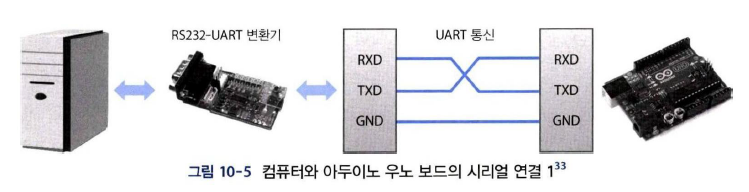 RS232-UART 변환기
UART 통신
RXD
RXD
TXD
TXD
GND
GND
그림 10-5 컴퓨터와 아두이노 우노 보드의 시리얼 연결 1³³